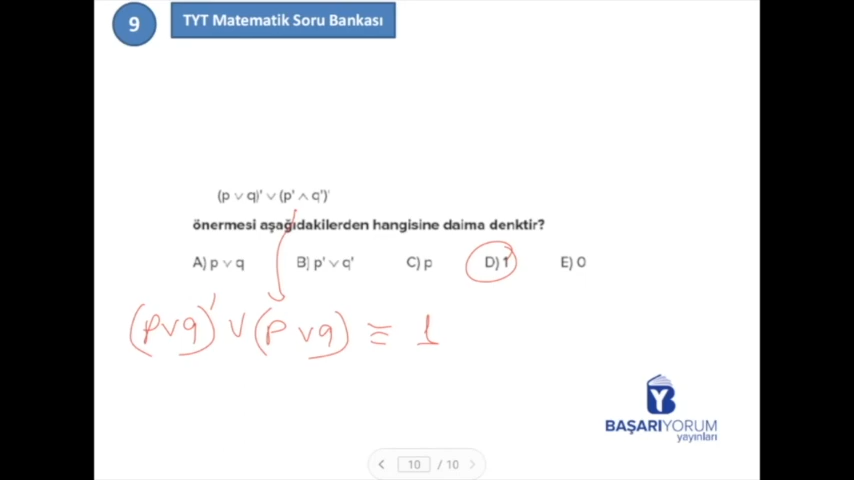 9
TYT Matematik Soru Bankası
(p ∨ q)' ∨ (p' ∧ q')'
önermesi aşağıdakilerden hangisine daima denktir?
A) p ∨ q B) p' ∨ q' C) p D) 1 E) 0
(p∨q)' ∨ (p ∨q) ≡ 1
BAŞARIYORUM
yayınları
10 / 10